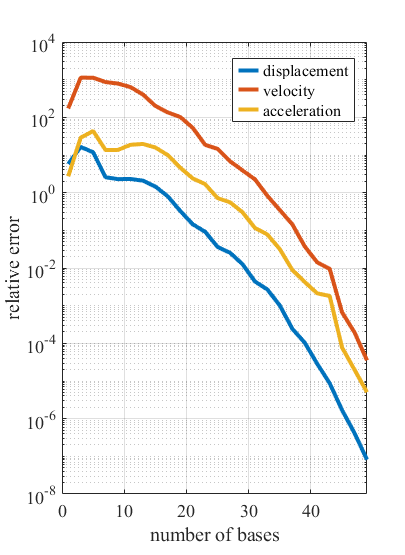 10^4
displacement
velocity
acceleration
10^2
10^0
relative error
10^-2
10^-4
10^-6
10^-8
0 10 20 30 40
number of bases